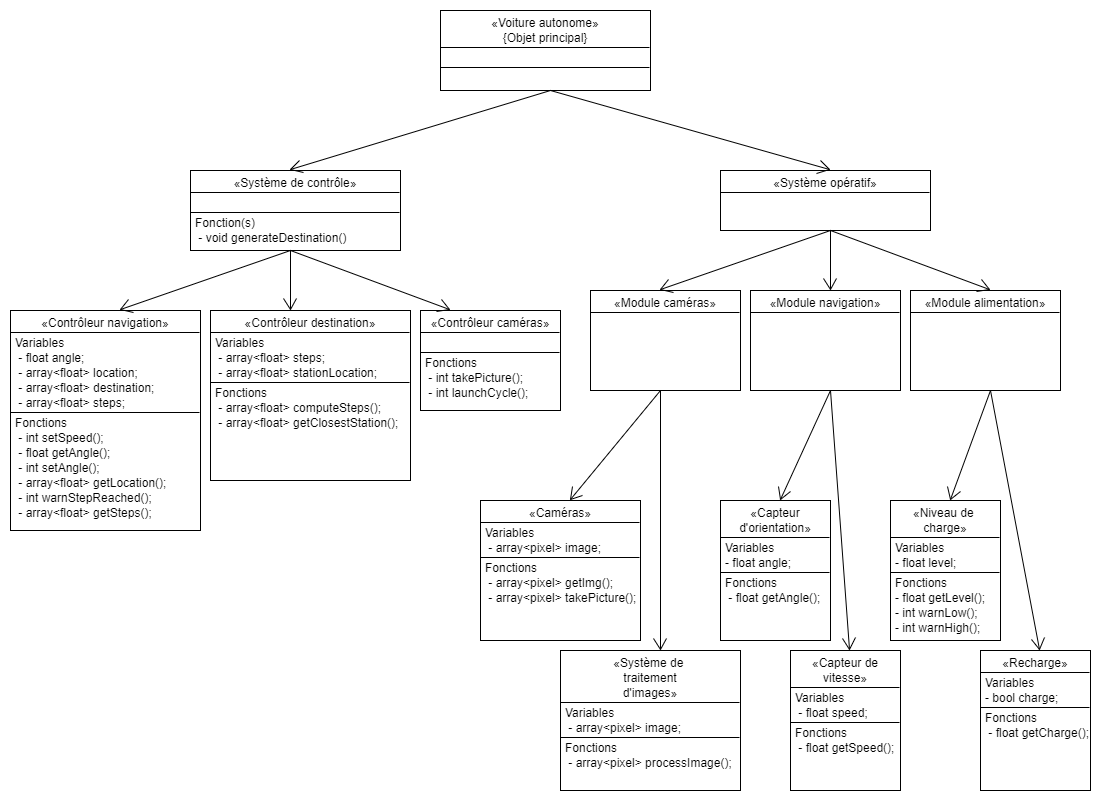 «Voiture autonome»
{Objet principal}
«Système de contrôle»
Fonction(s)
- void generateDestination()
«Système opératif»
«Contrôleur navigation»
Variables
- float angle;
- array<float> location;
- array<float> destination;
- array<float> steps;
Fonctions
- int setSpeed();
- float getAngle();
- int setAngle();
- array<float> getLocation();
- int warnStepReached();
- array<float> getSteps();
«Contrôleur destination»
Variables
- array<float> steps;
- array<float> stationLocation;
Fonctions
- array<float> computeSteps();
- array<float> getClosestStation();
«Contrôleur caméras»
Fonctions
- int takePicture();
- int launchCycle();
«Module caméras»
«Module navigation»
«Module alimentation»
«Caméras»
Variables
- array<pixel> image;
Fonctions
- array<pixel> getImg();
- array<pixel> takePicture();
«Capteur
d'orientation»
Variables
- float angle;
Fonctions
- float getAngle();
«Niveau de
charge»
Variables
- float level;
Fonctions
- float getLevel();
- int warnLow();
- int warnHigh();
«Système de
traitement
d'images»
Variables
- array<pixel> image;
Fonctions
- array<pixel> processImage();
«Capteur de
vitesse»
Variables
- float speed;
Fonctions
- float getSpeed();
«Recharge»
Variables
- bool charge;
Fonctions
- float getCharge();